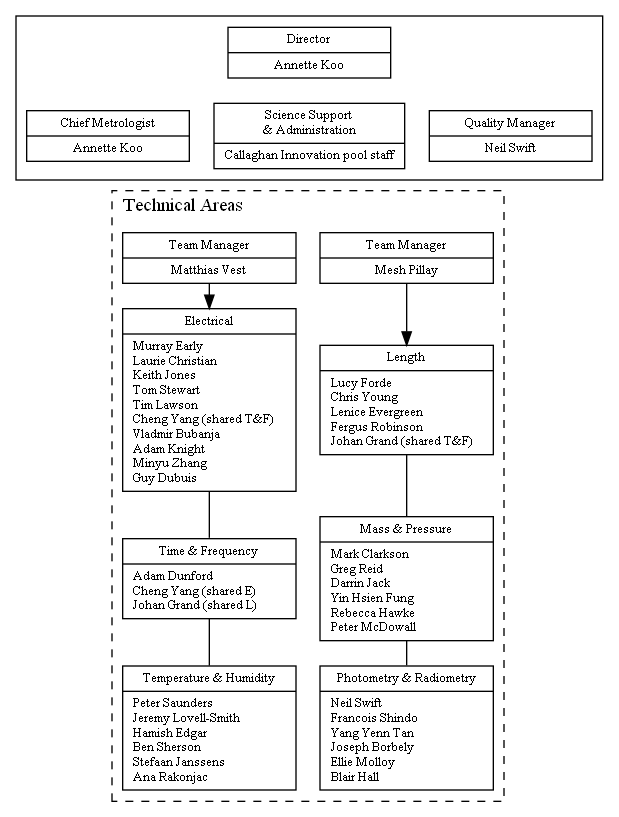 Director
Annette Koo
Chief Metrologist
Annette Koo
Science Support
& Administration
Callaghan Innovation pool staff
Quality Manager
Neil Swift
Technical Areas
Team Manager
Matthias Vest
Team Manager
Mesh Pillay
Electrical
Murray Early
Laurie Christian
Keith Jones
Tom Stewart
Tim Lawson
Cheng Yang (shared T&F)
Vladmir Bubanja
Adam Knight
Minyu Zhang
Guy Dubuis
Length
Lucy Forde
Chris Young
Lenice Evergreen
Fergus Robinson
Johan Grand (shared T&F)
Time & Frequency
Adam Dunford
Cheng Yang (shared E)
Johan Grand (shared L)
Mass & Pressure
Mark Clarkson
Greg Reid
Darrin Jack
Yin Hsien Fung
Rebecca Hawke
Peter McDowall
Temperature & Humidity
Peter Saunders
Jeremy Lovell-Smith
Hamish Edgar
Ben Sherson
Stefaan Janssens
Ana Rakonjac
Photometry & Radiometry
Neil Swift
Francois Shindo
Yang Yenn Tan
Joseph Borbely
Ellie Molloy
Blair Hall